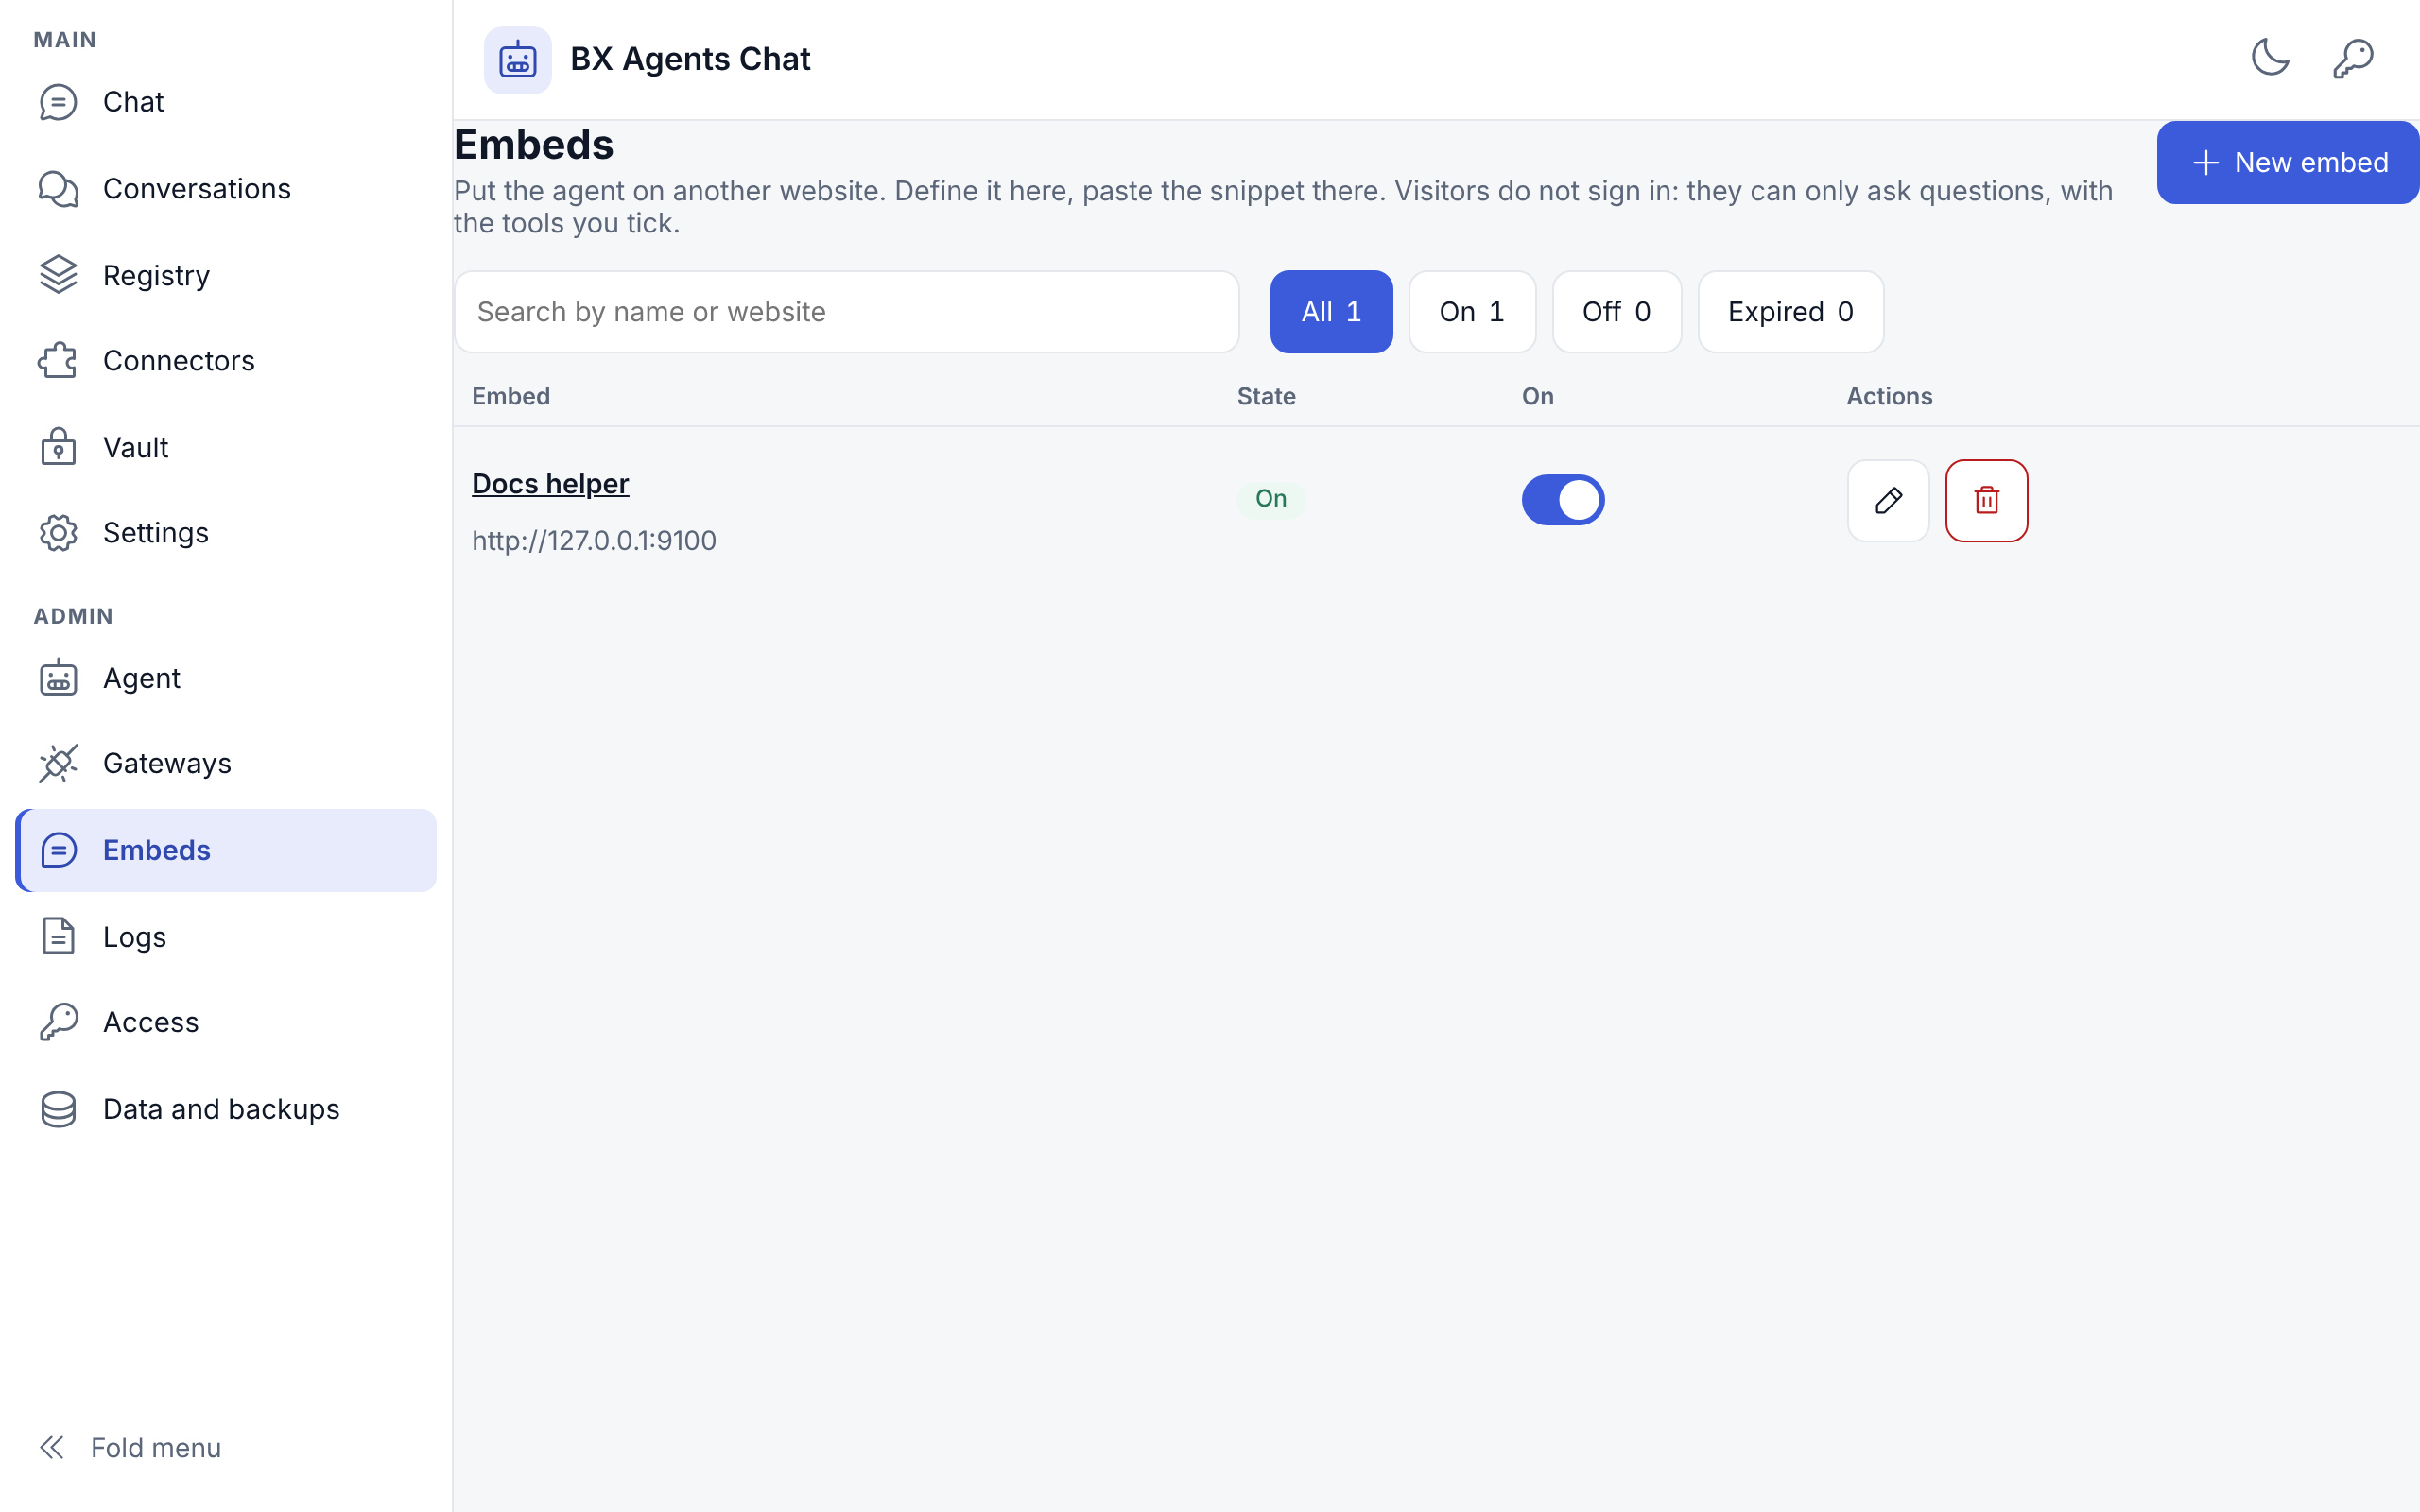 MAIN
Chat
Conversations
Registry
Connectors
Vault
Settings
ADMIN
Agent
Gateways
Embeds
Logs
Access
Data and backups
Fold menu
BX Agents Chat
Embeds
Put the agent on another website. Define it here, paste the snippet there. Visitors do not sign in: they can only ask questions, with
the tools you tick.
New embed
Search by name or website
All 1
On 1
Off 0
Expired 0
Embed State On Actions
Docs helper
On
http://127.0.0.1:9100